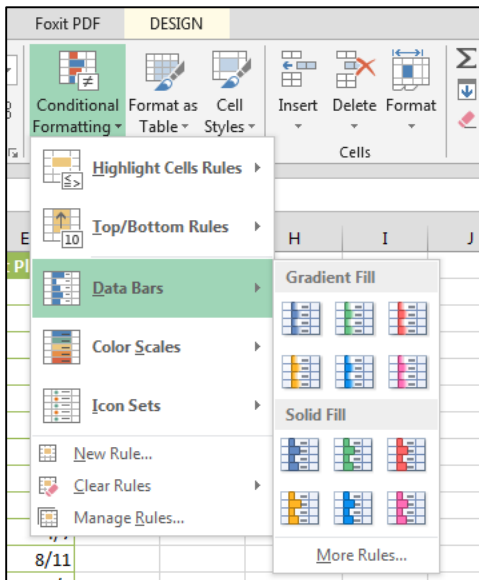 Foxit PDF DESIGN
Conditional Formatting Format as Table Cell Styles Insert Delete Format
Cells
Highlight Cells Rules
Top/Bottom Rules
10
E H I J
Data Bars
Gradient Fill
Color Scales
Icon Sets
Solid Fill
New Rule...
Clear Rules
Manage Rules...
More Rules...
8/11